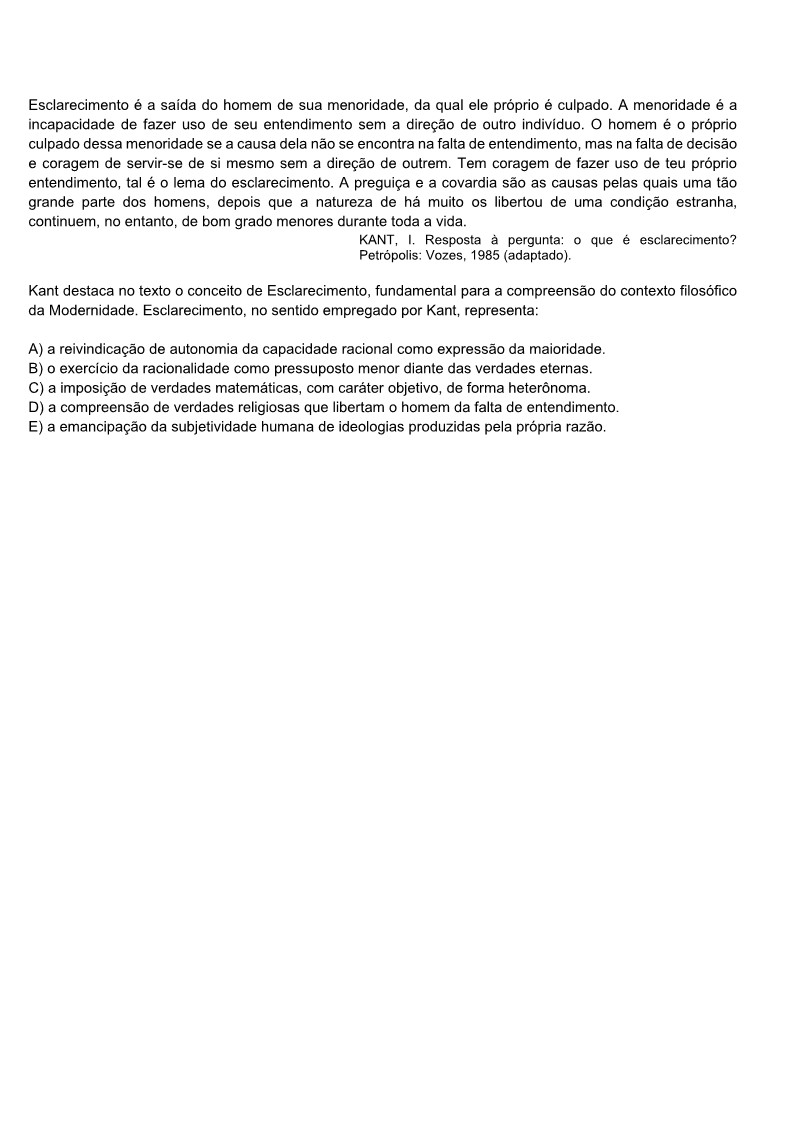 Esclarecimento é a saída do homem de sua menoridade, da qual ele próprio é culpado. A menoridade é a
incapacidade de fazer uso de seu entendimento sem a direção de outro indivíduo. O homem é o próprio
culpado dessa menoridade se a causa dela não se encontra na falta de entendimento, mas na falta de decisão
e coragem de servir-se de si mesmo sem a direção de outrem. Tem coragem de fazer uso de teu próprio
entendimento, tal é o lema do esclarecimento. A preguiça e a covardia são as causas pelas quais uma tão
grande parte dos homens, depois que a natureza de há muito os libertou de uma condição estranha,
continuem, no entanto, de bom grado menores durante toda a vida.
KANT, I. Resposta à pergunta: o que é esclarecimento?
Petrópolis: Vozes, 1985 (adaptado).
Kant destaca no texto o conceito de Esclarecimento, fundamental para a compreensão do contexto filosófico
da Modernidade. Esclarecimento, no sentido empregado por Kant, representa:
A) a reivindicação de autonomia da capacidade racional como expressão da maioridade.
B) o exercício da racionalidade como pressuposto menor diante das verdades eternas.
C) a imposição de verdades matemáticas, com caráter objetivo, de forma heterônoma.
D) a compreensão de verdades religiosas que libertam o homem da falta de entendimento.
E) a emancipação da subjetividade humana de ideologias produzidas pela própria razão.